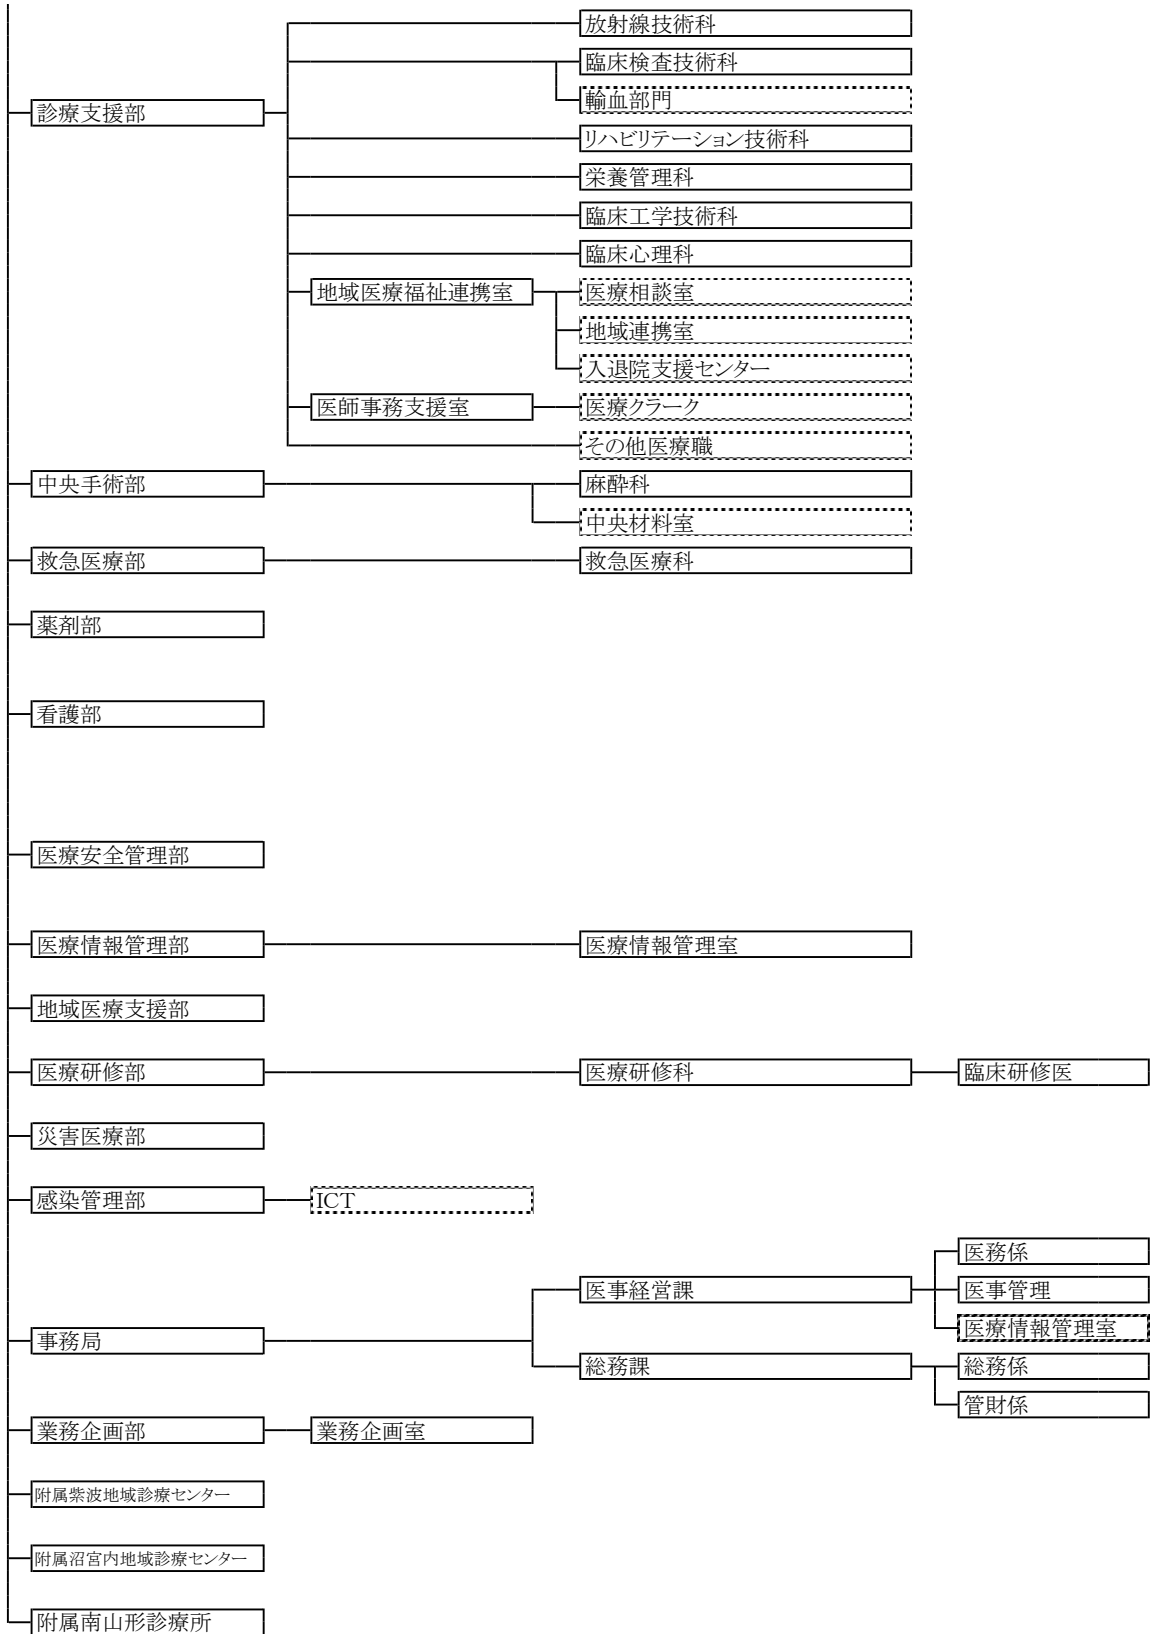 放射線技術科
臨床検査技術科
輸血部門
診療支援部
リハビリテーション技術科
栄養管理科
臨床工学技術科
臨床心理科
地域医療福祉連携室
医療相談室
地域連携室
入退院支援センター
医師事務支援室
医療クラーク
その他医療職
中央手術部
麻酔科
中央材料室
救急医療部
救急医療科
薬剤部
看護部
医療安全管理部
医療情報管理部
医療情報管理室
地域医療支援部
医療研修部
医療研修科
臨床研修医
災害医療部
感染管理部
ICT
医務係
医事経営課
医事管理
医療情報管理室
事務局
総務課
総務係
管財係
業務企画部
業務企画室
附属紫波地域診療センター
附属沼宮内地域診療センター
附属南山形診療所